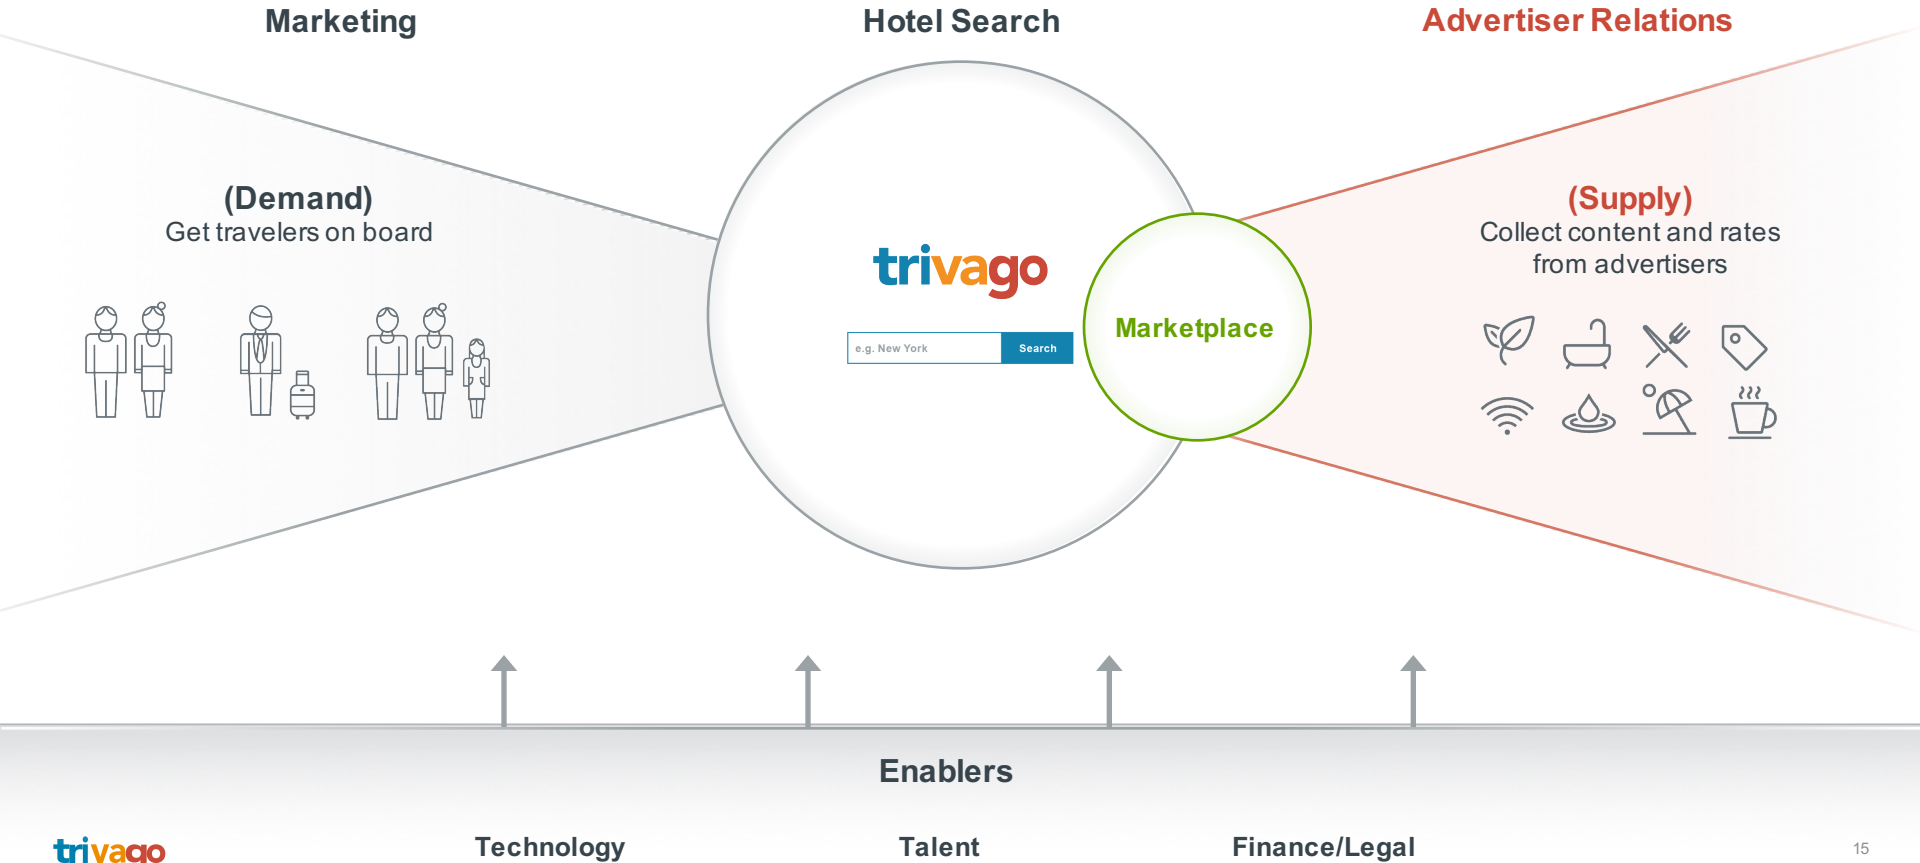 Marketing
Hotel Search
Advertiser Relations
(Demand)
Get travelers on board
trivago
e.g. New York
Search
Marketplace
(Supply)
Collect content and rates
from advertisers
Enablers
trivago
Technology
Talent
Finance/Legal
15